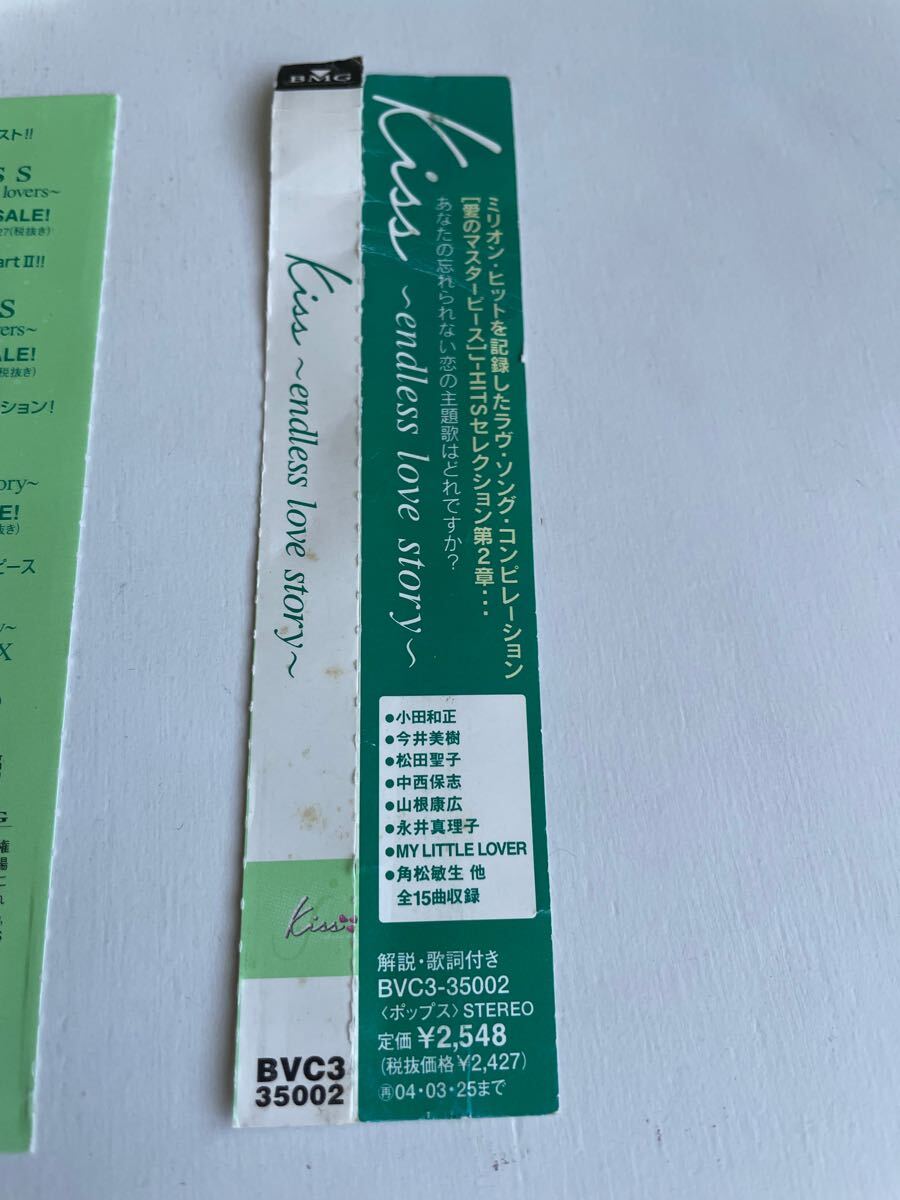 スト!!
S S
lovers~
SALE!
27(税抜き)
art II!!
S
ers~
ALE!
税抜き)
ション!
ory~
E!
抜き)
ピース
X
BMG
Kiss ~endless love story~
Kiss
BVC3
35002
Kiss ~endless love story~
ミリオン・ヒットを記録したラヴ・ソング・コンピレーション
[愛のマスターピース]J-HITSセレクション第2章・・・
あなたの忘れられない恋の主題歌はどれですか?
●小田和正
●今井美樹
●松田聖子
●中西保志
●山根康広
●永井真理子
●MY LITTLE LOVER
●角松敏生 他
全15曲収録
解説・歌詞付き
BVC3-35002
〈ポップス〉STEREO
定価 ¥2,548
(税抜価格¥2,427)
㊢04・03・25まで